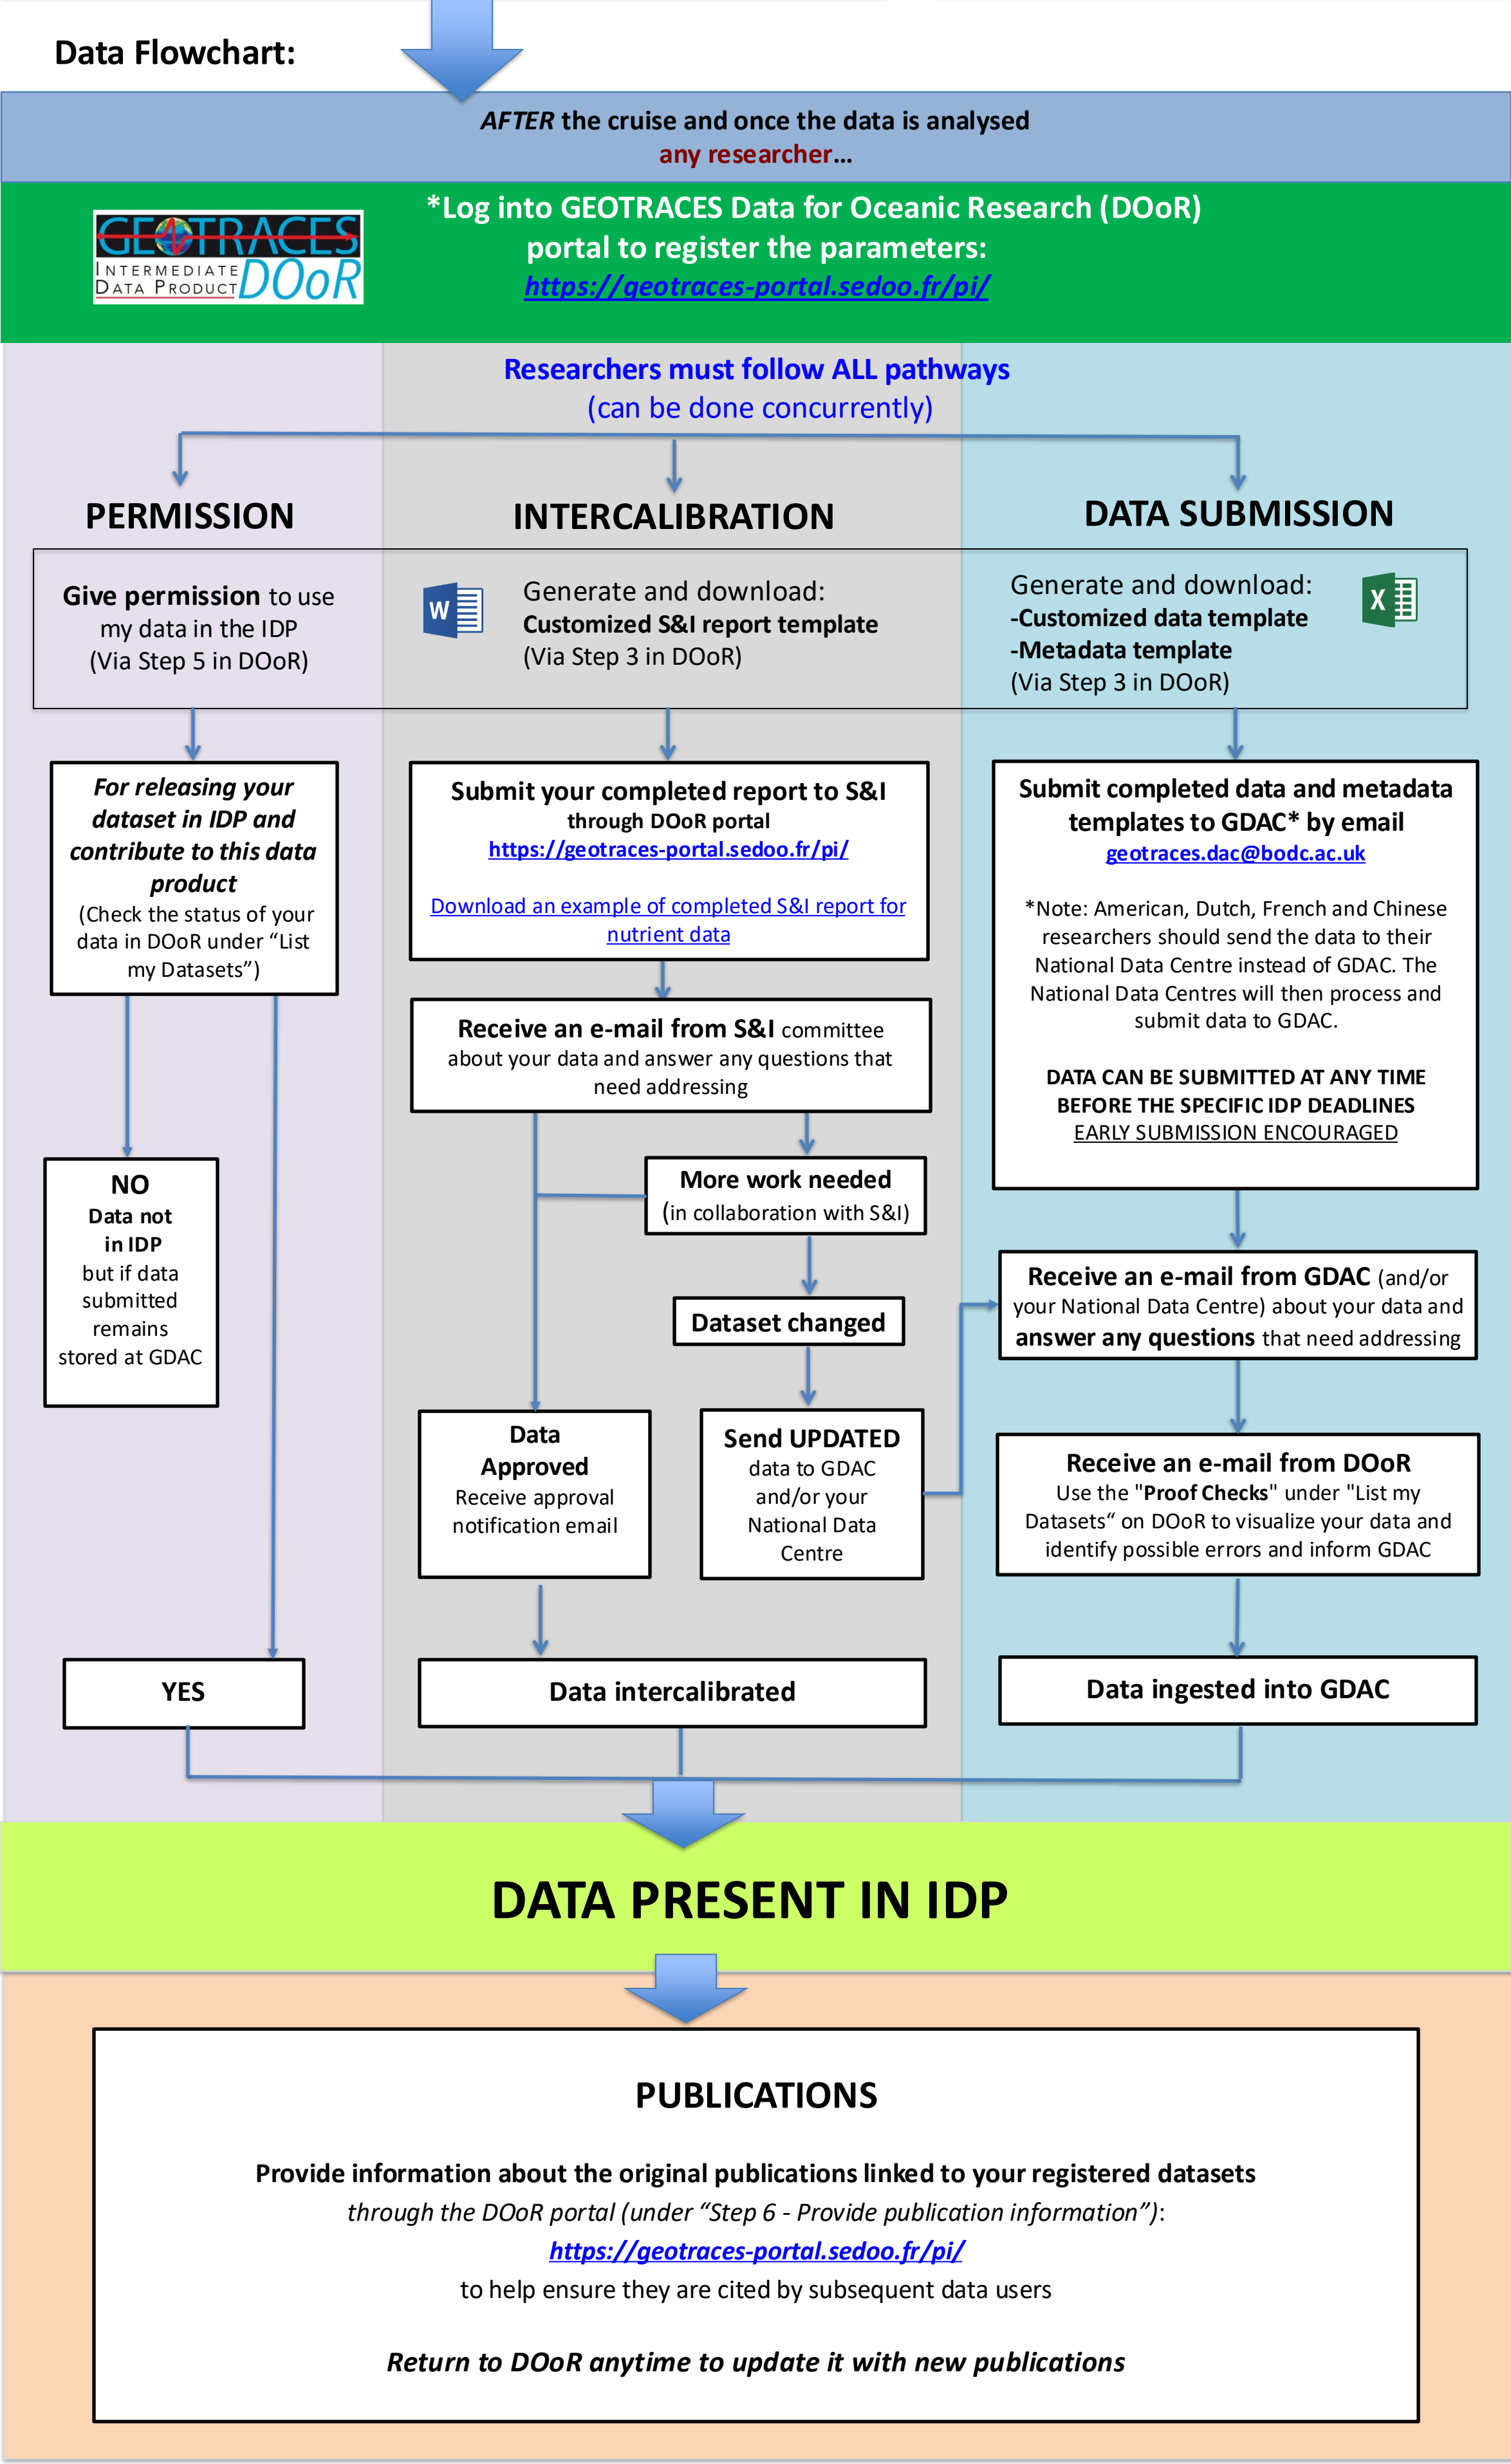 Data Flowchart:
AFTER the cruise and once the data is analysed
any researcher...
GEOTRACES
INTERMEDIATE
DATA PRODUCT DOoR
*Log into GEOTRACES Data for Oceanic Research (DOoR)
portal to register the parameters:
https://geotraces-portal.sedoo.fr/pi/
Researchers must follow ALL pathways
(can be done concurrently)
PERMISSION
Give permission to use
my data in the IDP
(Via Step 5 in DOoR)
INTERCALIBRATION
W
Generate and download:
Customized S&I report template
(Via Step 3 in DOoR)
DATA SUBMISSION
Generate and download:
-Customized data template
-Metadata template
(Via Step 3 in DOoR)
X
For releasing your
dataset in IDP and
contribute to this data
product
(Check the status of your
data in DOoR under “List
my Datasets”)
NO
Data not
in IDP
but if data
submitted
remains
stored at GDAC
YES
Submit your completed report to S&I
through DOoR portal
https://geotraces-portal.sedoo.fr/pi/
Download an example of completed S&I report for
nutrient data
Receive an e-mail from S&I committee
about your data and answer any questions that
need addressing
More work needed
(in collaboration with S&I)
Dataset changed
Data
Approved
Receive approval
notification email
Send UPDATED
data to GDAC
and/or your
National Data
Centre
Data intercalibrated
Submit completed data and metadata
templates to GDAC* by email
geotraces.dac@bodc.ac.uk
*Note: American, Dutch, French and Chinese
researchers should send the data to their
National Data Centre instead of GDAC. The
National Data Centres will then process and
submit data to GDAC.
DATA CAN BE SUBMITTED AT ANY TIME
BEFORE THE SPECIFIC IDP DEADLINES
EARLY SUBMISSION ENCOURAGED
Receive an e-mail from GDAC (and/or
your National Data Centre) about your data and
answer any questions that need addressing
Receive an e-mail from DOoR
Use the "Proof Checks" under "List my
Datasets“ on DOoR to visualize your data and
identify possible errors and inform GDAC
Data ingested into GDAC
DATA PRESENT IN IDP
PUBLICATIONS
Provide information about the original publications linked to your registered datasets
through the DOoR portal (under “Step 6 - Provide publication information”):
https://geotraces-portal.sedoo.fr/pi/
to help ensure they are cited by subsequent data users
Return to DOoR anytime to update it with new publications